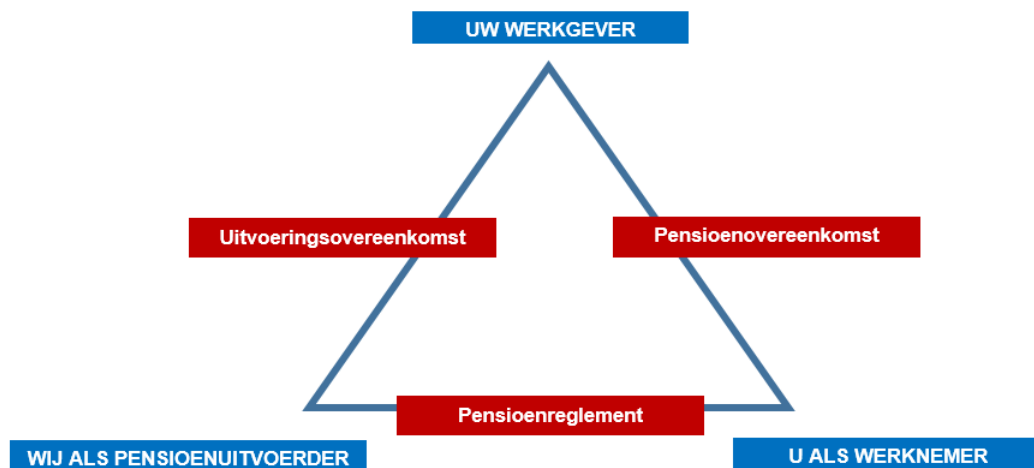 UW WERKGEVER
Uitvoeringsovereenkomst
Pensioenovereenkomst
Pensioenreglement
WIJ ALS PENSIOENUITVOERDER
U ALS WERKNEMER